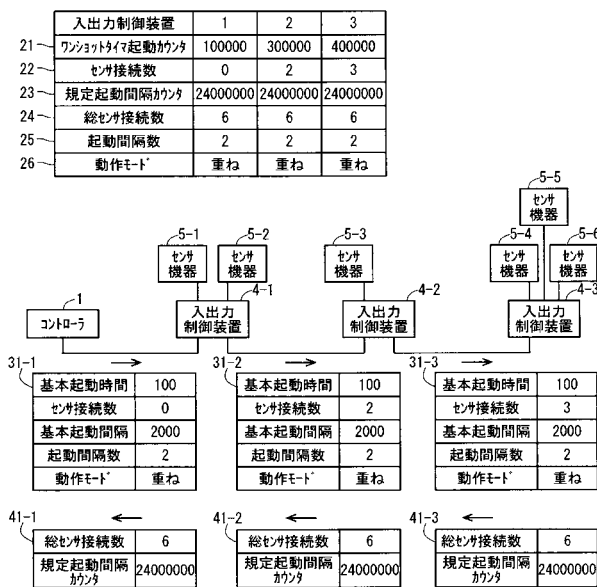 入出力制御装置 1 2 3
21 ワンショットタイマ起動カウンタ 100000 300000 400000
22 センサ接続数 0 2 3
23 規定起動間隔カウンタ 24000000 24000000 24000000
24 総センサ接続数 6 6 6
25 起動間隔数 2 2 2
26 動作モード 重ね 重ね 重ね
5-5
センサ
機器
5-1 5-2 5-3 5-4 5-6
センサ センサ センサ センサ センサ
機器 機器 機器 機器 機器
1 4-1 4-2 4-3
コントローラ
入出力 入出力 入出力
制御装置 制御装置 制御装置
31-1 31-2 31-3
基本起動時間 100 基本起動時間 100 基本起動時間 100
センサ接続数 0 センサ接続数 2 センサ接続数 3
基本起動間隔 2000 基本起動間隔 2000 基本起動間隔 2000
起動間隔数 2 起動間隔数 2 起動間隔数 2
動作モード 重ね 動作モード 重ね 動作モード 重ね
41-1 41-2 41-3
総センサ接続数 6 総センサ接続数 6 総センサ接続数 6
規定起動間隔 24000000 規定起動間隔 24000000 規定起動間隔 24000000
カウンタ カウンタ カウンタ